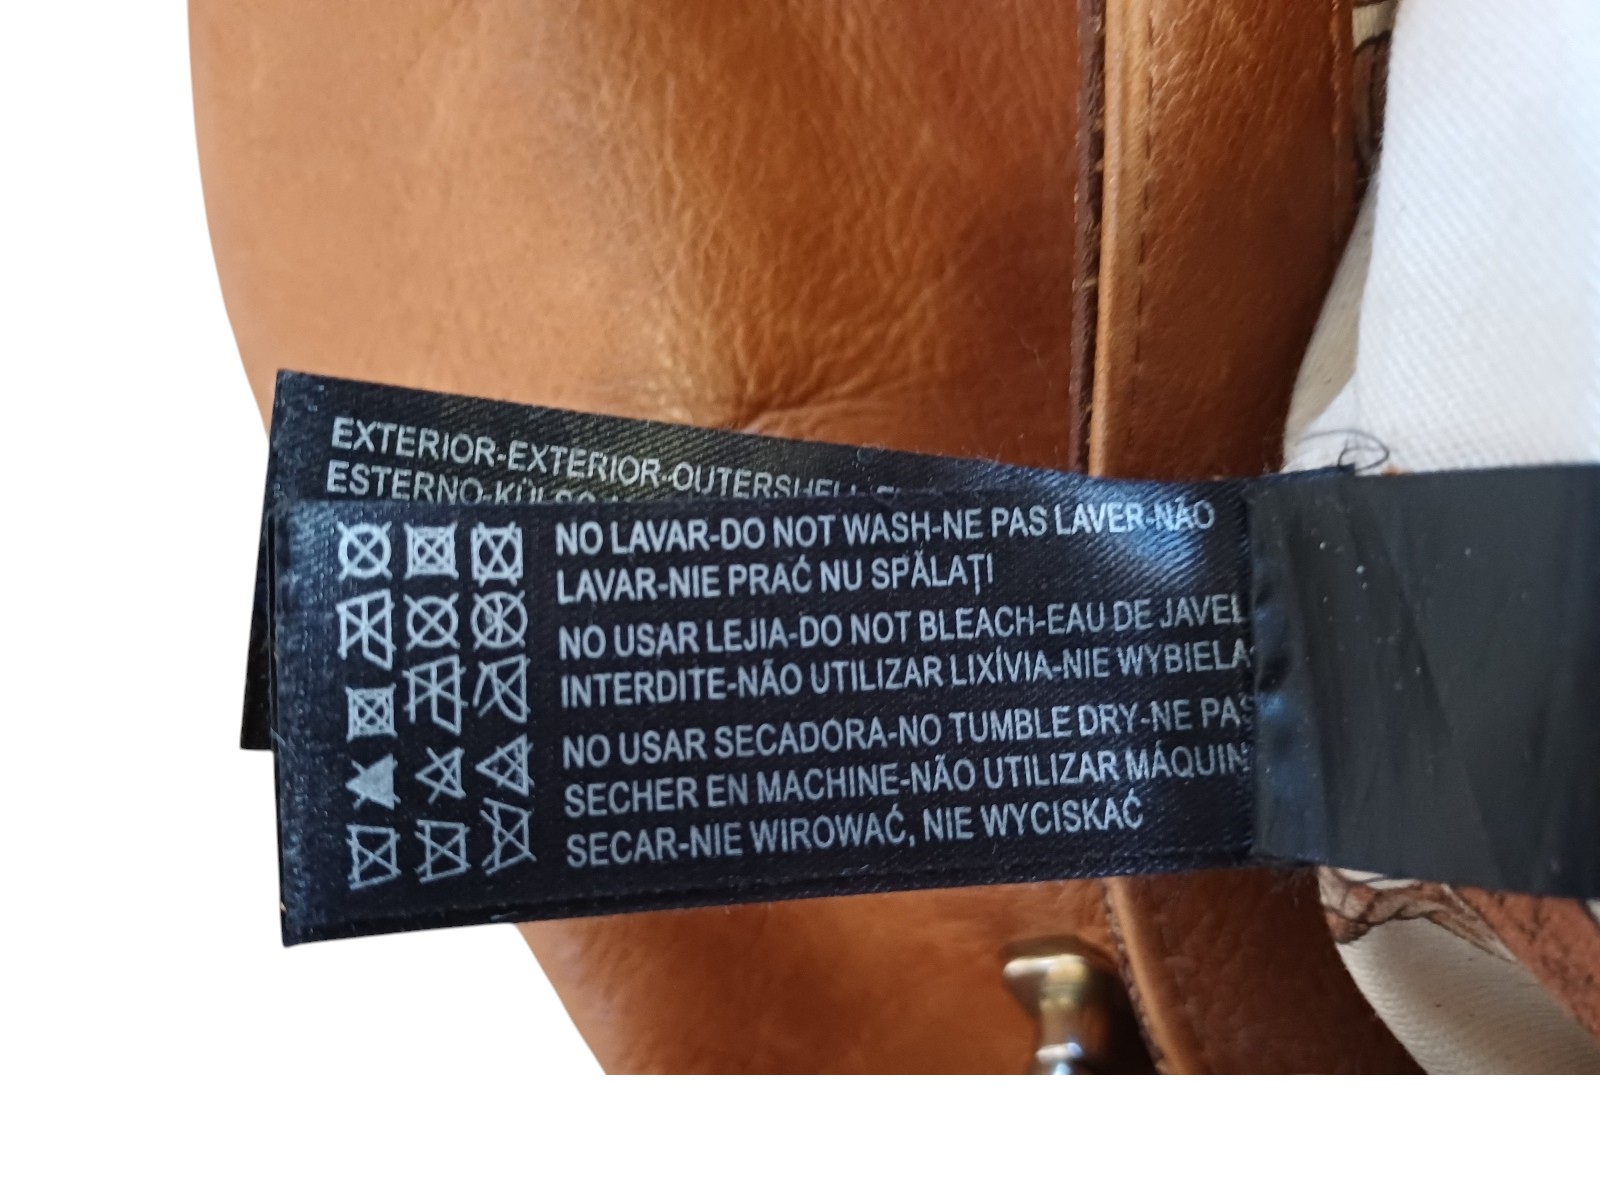 EXTERIOR-EXTERIOR-OUTERSHELL
ESTERNO-KÜLSO
NO LAVAR-DO NOT WASH-NE PAS LAVER-NÃO
LAVAR-NIE PRAĆ NU SPĂLAȚI
NO USAR LEJIA-DO NOT BLEACH-EAU DE JAVEL
INTERDITE-NÃO UTILIZAR LIXÍVIA-NIE WYBIELA
NO USAR SECADORA-NO TUMBLE DRY-NE PAS
SECHER EN MACHINE-NÃO UTILIZAR MÁQUIN
SECAR-NIE WIROWAĆ, NIE WYCISKAĆ